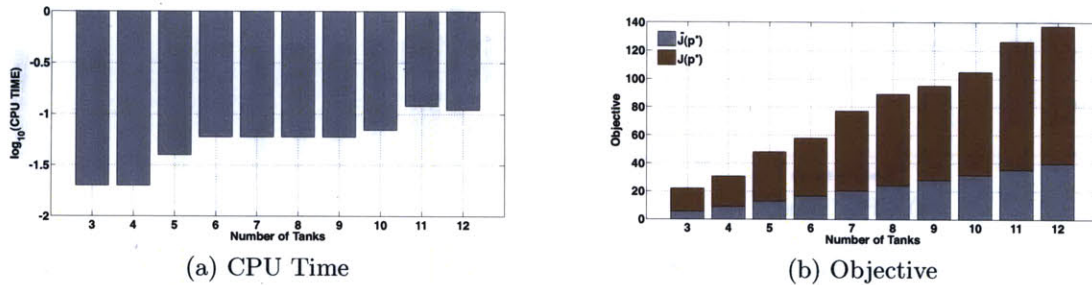 0
-0.5
-1
-1.5
-2
log10(CPU TIME)
3 4 5 6 7 8 9 10 11 12
Number of Tanks
(a) CPU Time
140
120
100
80
60
40
20
0
Objective
J̄(p*)
J(p*)
3 4 5 6 7 8 9 10 11 12
Number of Tanks
(b) Objective